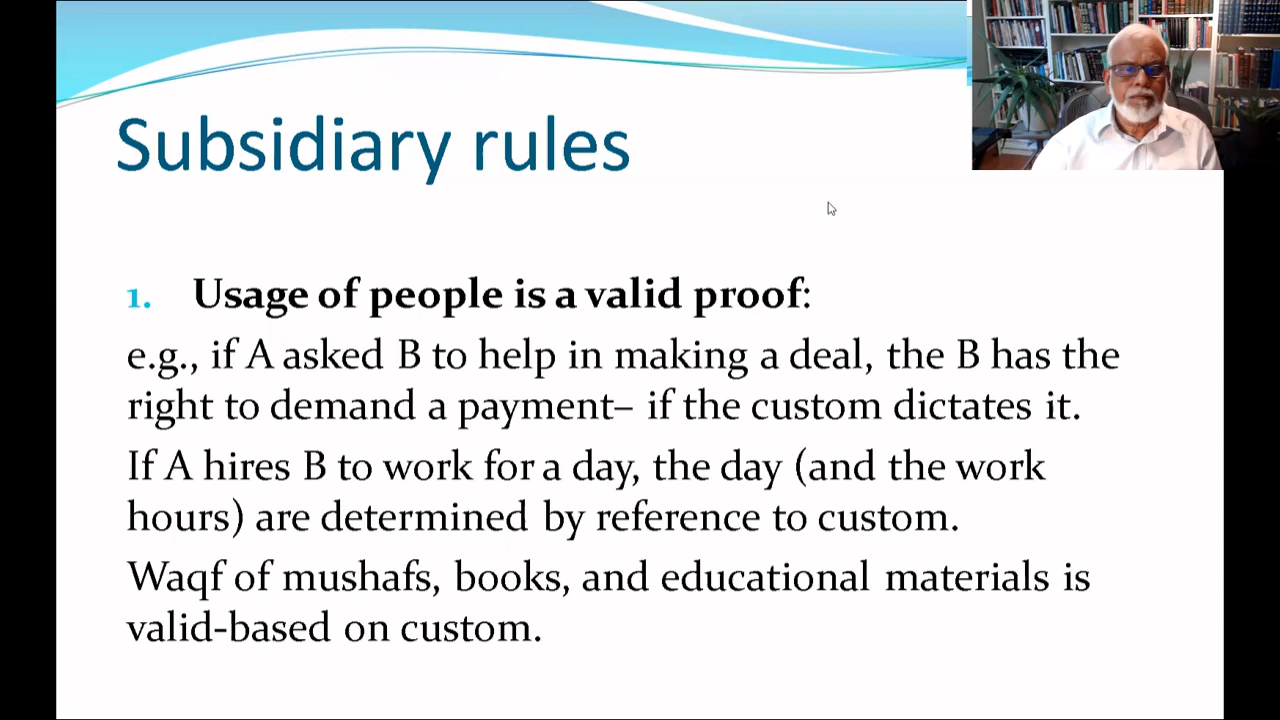 Subsidiary rules
1. Usage of people is a valid proof:
e.g., if A asked B to help in making a deal, the B has the
right to demand a payment– if the custom dictates it.
If A hires B to work for a day, the day (and the work
hours) are determined by reference to custom.
Waqf of mushafs, books, and educational materials is
valid-based on custom.